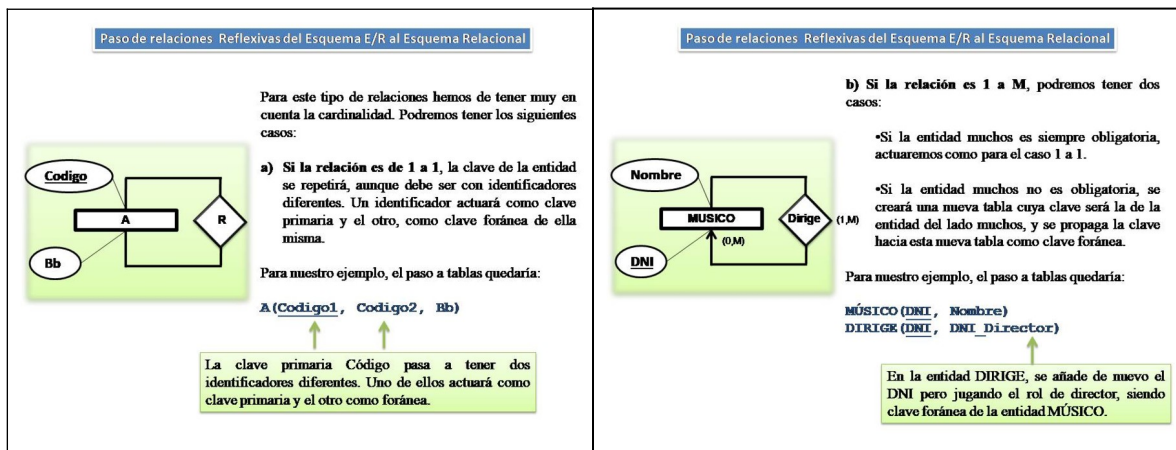 Paso de relaciones Reflexivas del Esquema E/R al Esquema Relacional
Para este tipo de relaciones hemos de tener muy en
cuenta la cardinalidad. Podremos tener los siguientes
casos:
a) Si la relación es de 1 a 1, la clave de la entidad
se repetirá, aunque debe ser con identificadores
diferentes. Un identificador actuará como clave
primaria y el otro, como clave foránea de ella
misma.
Para nuestro ejemplo, el paso a tablas quedaría:
A(Codigo1, Codigo2, Bb)
La clave primaria Código pasa a tener dos
identificadores diferentes. Uno de ellos actuará como
clave primaria y el otro como foránea.
Codigo
A
R
Bb
Paso de relaciones Reflexivas del Esquema E/R al Esquema Relacional
b) Si la relación es 1 a M, podremos tener dos
casos:
•Si la entidad muchos es siempre obligatoria,
actuaremos como para el caso 1 a 1.
•Si la entidad muchos no es obligatoria, se
creará una nueva tabla cuya clave será la de la
entidad del lado muchos, y se propaga la clave
hacia esta nueva tabla como clave foránea.
Para nuestro ejemplo, el paso a tablas quedaría:
MÚSICO(DNI, Nombre)
DIRIGE(DNI, DNI_Director)
En la entidad DIRIGE, se añade de nuevo el
DNI pero jugando el rol de director, siendo
clave foránea de la entidad MÚSICO.
Nombre
MUSICO
Dirige
(1,M)
(0,M)
DNI